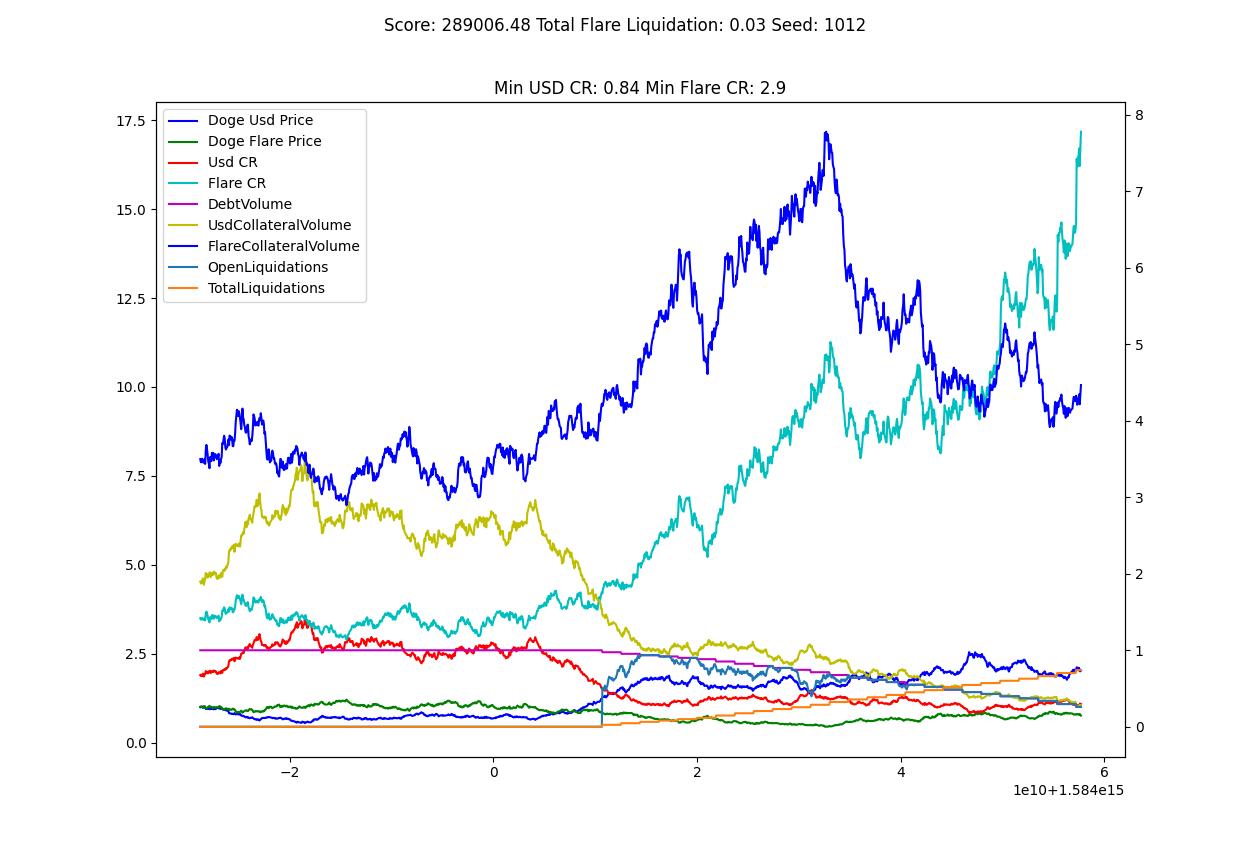 Score: 289006.48 Total Flare Liquidation: 0.03 Seed: 1012
Min USD CR: 0.84 Min Flare CR: 2.9
Doge Usd Price
Doge Flare Price
Usd CR
Flare CR
DebtVolume
UsdCollateralVolume
FlareCollateralVolume
OpenLiquidations
TotalLiquidations
17.5
15.0
12.5
10.0
7.5
5.0
2.5
0.0
8
7
6
5
4
3
2
1
0
−2
0
2
4
6
1e10+1.584e15